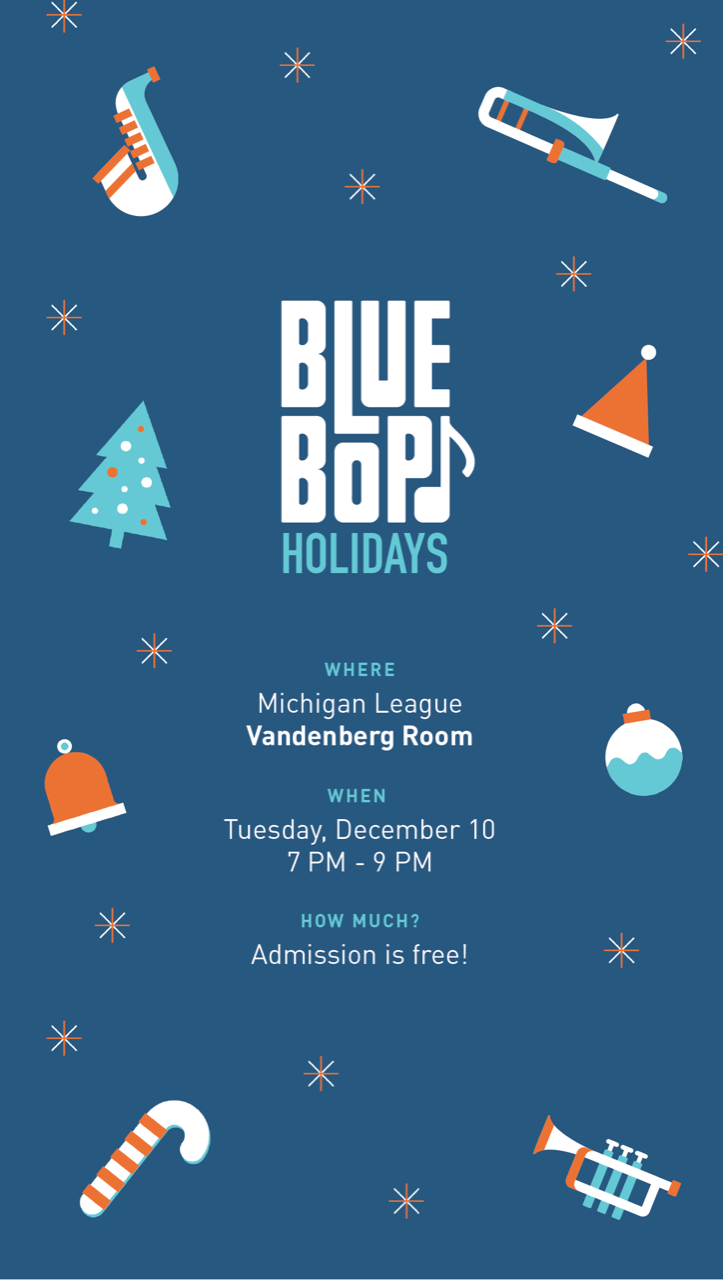 BLUE
BOP
HOLIDAYS
WHERE
Michigan League
Vandenberg Room
WHEN
Tuesday, December 10
7 PM - 9 PM
HOW MUCH?
Admission is free!